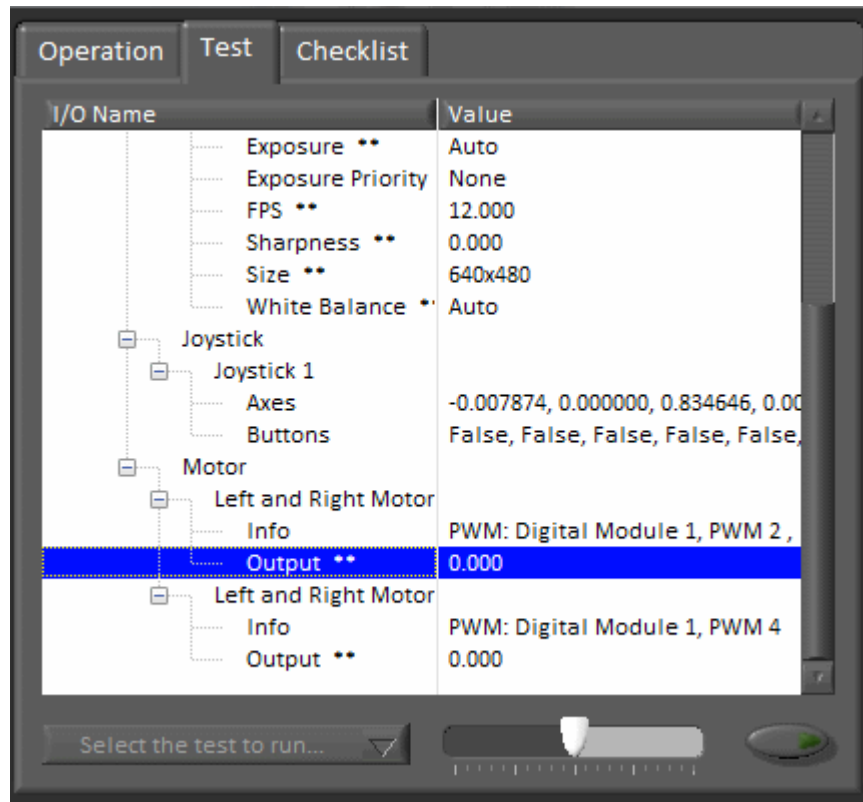 Operation Test Checklist
I/O Name Value
Exposure ** Auto
Exposure Priority None
FPS ** 12.000
Sharpness ** 0.000
Size ** 640x480
White Balance ** Auto
Joystick
Joystick 1
Axes -0.007874, 0.000000, 0.834646, 0.00
Buttons False, False, False, False, False,
Motor
Left and Right Motor
Info PWM: Digital Module 1, PWM 2 ,
Output ** 0.000
Left and Right Motor
Info PWM: Digital Module 1, PWM 4
Output ** 0.000
Select the test to run...